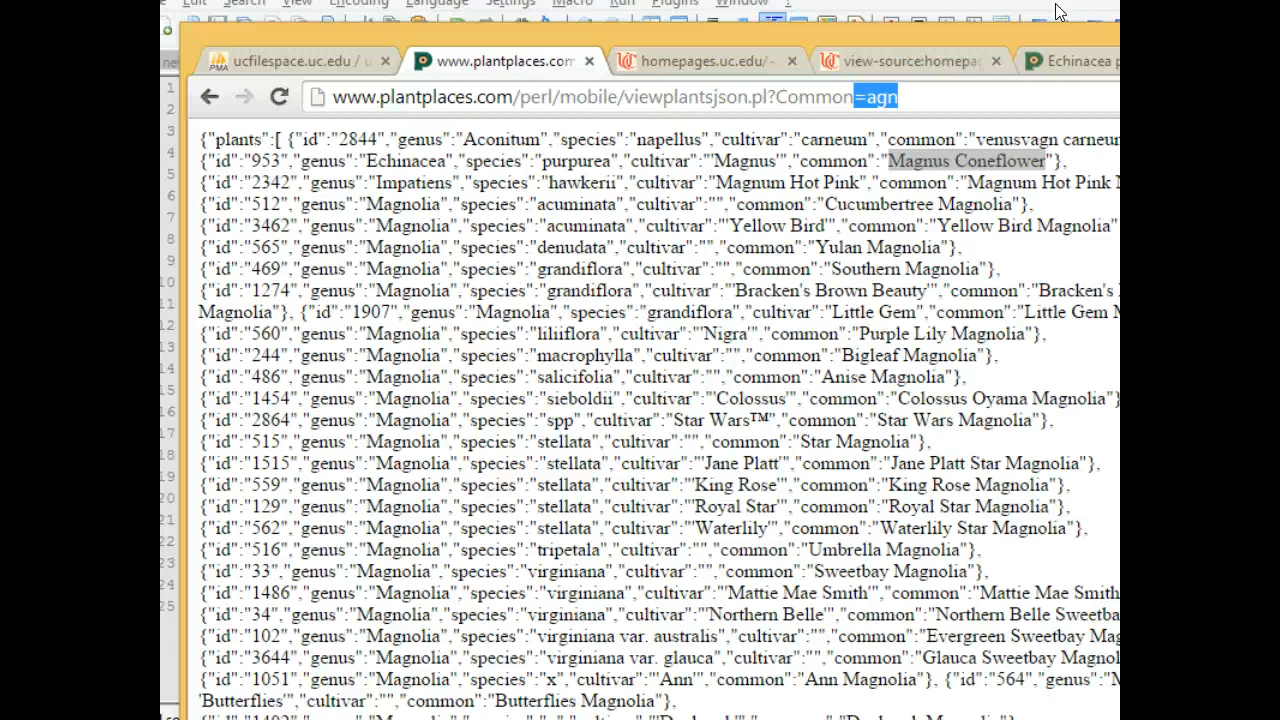 Edit Search View Encoding Language Settings Macro Run Plugins Window ?
ucfilespace.uc.edu / u × www.plantplaces.com × homepages.uc.edu/~ × view-source:homepa × Echinacea p
www.plantplaces.com/perl/mobile/viewplantsjson.pl?Common=agn
{"plants":[ {"id":"2844","genus":"Aconitum","species":"napellus","cultivar":"carneum","common":"venusvagn carneum
{"id":"953","genus":"Echinacea","species":"purpurea","cultivar":"'Magnus'","common":"Magnus Coneflower"},
{"id":"2342","genus":"Impatiens","species":"hawkerii","cultivar":"Magnum Hot Pink","common":"Magnum Hot Pink
{"id":"512","genus":"Magnolia","species":"acuminata","cultivar":"","common":"Cucumbertree Magnolia"},
{"id":"3462","genus":"Magnolia","species":"acuminata","cultivar":"'Yellow Bird'","common":"Yellow Bird Magnolia"
{"id":"565","genus":"Magnolia","species":"denudata","cultivar":"","common":"Yulan Magnolia"},
{"id":"469","genus":"Magnolia","species":"grandiflora","cultivar":"","common":"Southern Magnolia"},
{"id":"1274","genus":"Magnolia","species":"grandiflora","cultivar":"'Bracken's Brown Beauty'","common":"Bracken's
Magnolia"}, {"id":"1907","genus":"Magnolia","species":"grandiflora","cultivar":"Little Gem","common":"Little Gem
{"id":"560","genus":"Magnolia","species":"liliiflora","cultivar":"'Nigra'","common":"Purple Lily Magnolia"},
{"id":"244","genus":"Magnolia","species":"macrophylla","cultivar":"","common":"Bigleaf Magnolia"},
{"id":"486","genus":"Magnolia","species":"salicifolia","cultivar":"","common":"Anise Magnolia"},
{"id":"1454","genus":"Magnolia","species":"sieboldii","cultivar":"'Colossus'","common":"Colossus Oyama Magnolia"}
{"id":"2864","genus":"Magnolia","species":"spp","cultivar":"Star Wars™","common":"Star Wars Magnolia"},
{"id":"515","genus":"Magnolia","species":"stellata","cultivar":"","common":"Star Magnolia"},
{"id":"1515","genus":"Magnolia","species":"stellata","cultivar":"'Jane Platt'","common":"Jane Platt Star Magnolia"},
{"id":"559","genus":"Magnolia","species":"stellata","cultivar":"'King Rose'","common":"King Rose Magnolia"},
{"id":"129","genus":"Magnolia","species":"stellata","cultivar":"'Royal Star'","common":"Royal Star Magnolia"},
{"id":"562","genus":"Magnolia","species":"stellata","cultivar":"'Waterlily'","common":"Waterlily Star Magnolia"},
{"id":"516","genus":"Magnolia","species":"tripetala","cultivar":"","common":"Umbrella Magnolia"},
{"id":"33","genus":"Magnolia","species":"virginiana","cultivar":"","common":"Sweetbay Magnolia"},
{"id":"1486","genus":"Magnolia","species":"virginiana","cultivar":"'Mattie Mae Smith'","common":"Mattie Mae Smith
{"id":"34","genus":"Magnolia","species":"virginiana","cultivar":"'Northern Belle'","common":"Northern Belle Sweetba
{"id":"102","genus":"Magnolia","species":"virginiana var. australis","cultivar":"","common":"Evergreen Sweetbay Mag
{"id":"3644","genus":"Magnolia","species":"virginiana var. glauca","cultivar":"","common":"Glauca Sweetbay Magnol
{"id":"1051","genus":"Magnolia","species":"x","cultivar":"'Ann'","common":"Ann Magnolia"}, {"id":"564","genus":"M
'Butterflies'","cultivar":"","common":"Butterflies Magnolia"},